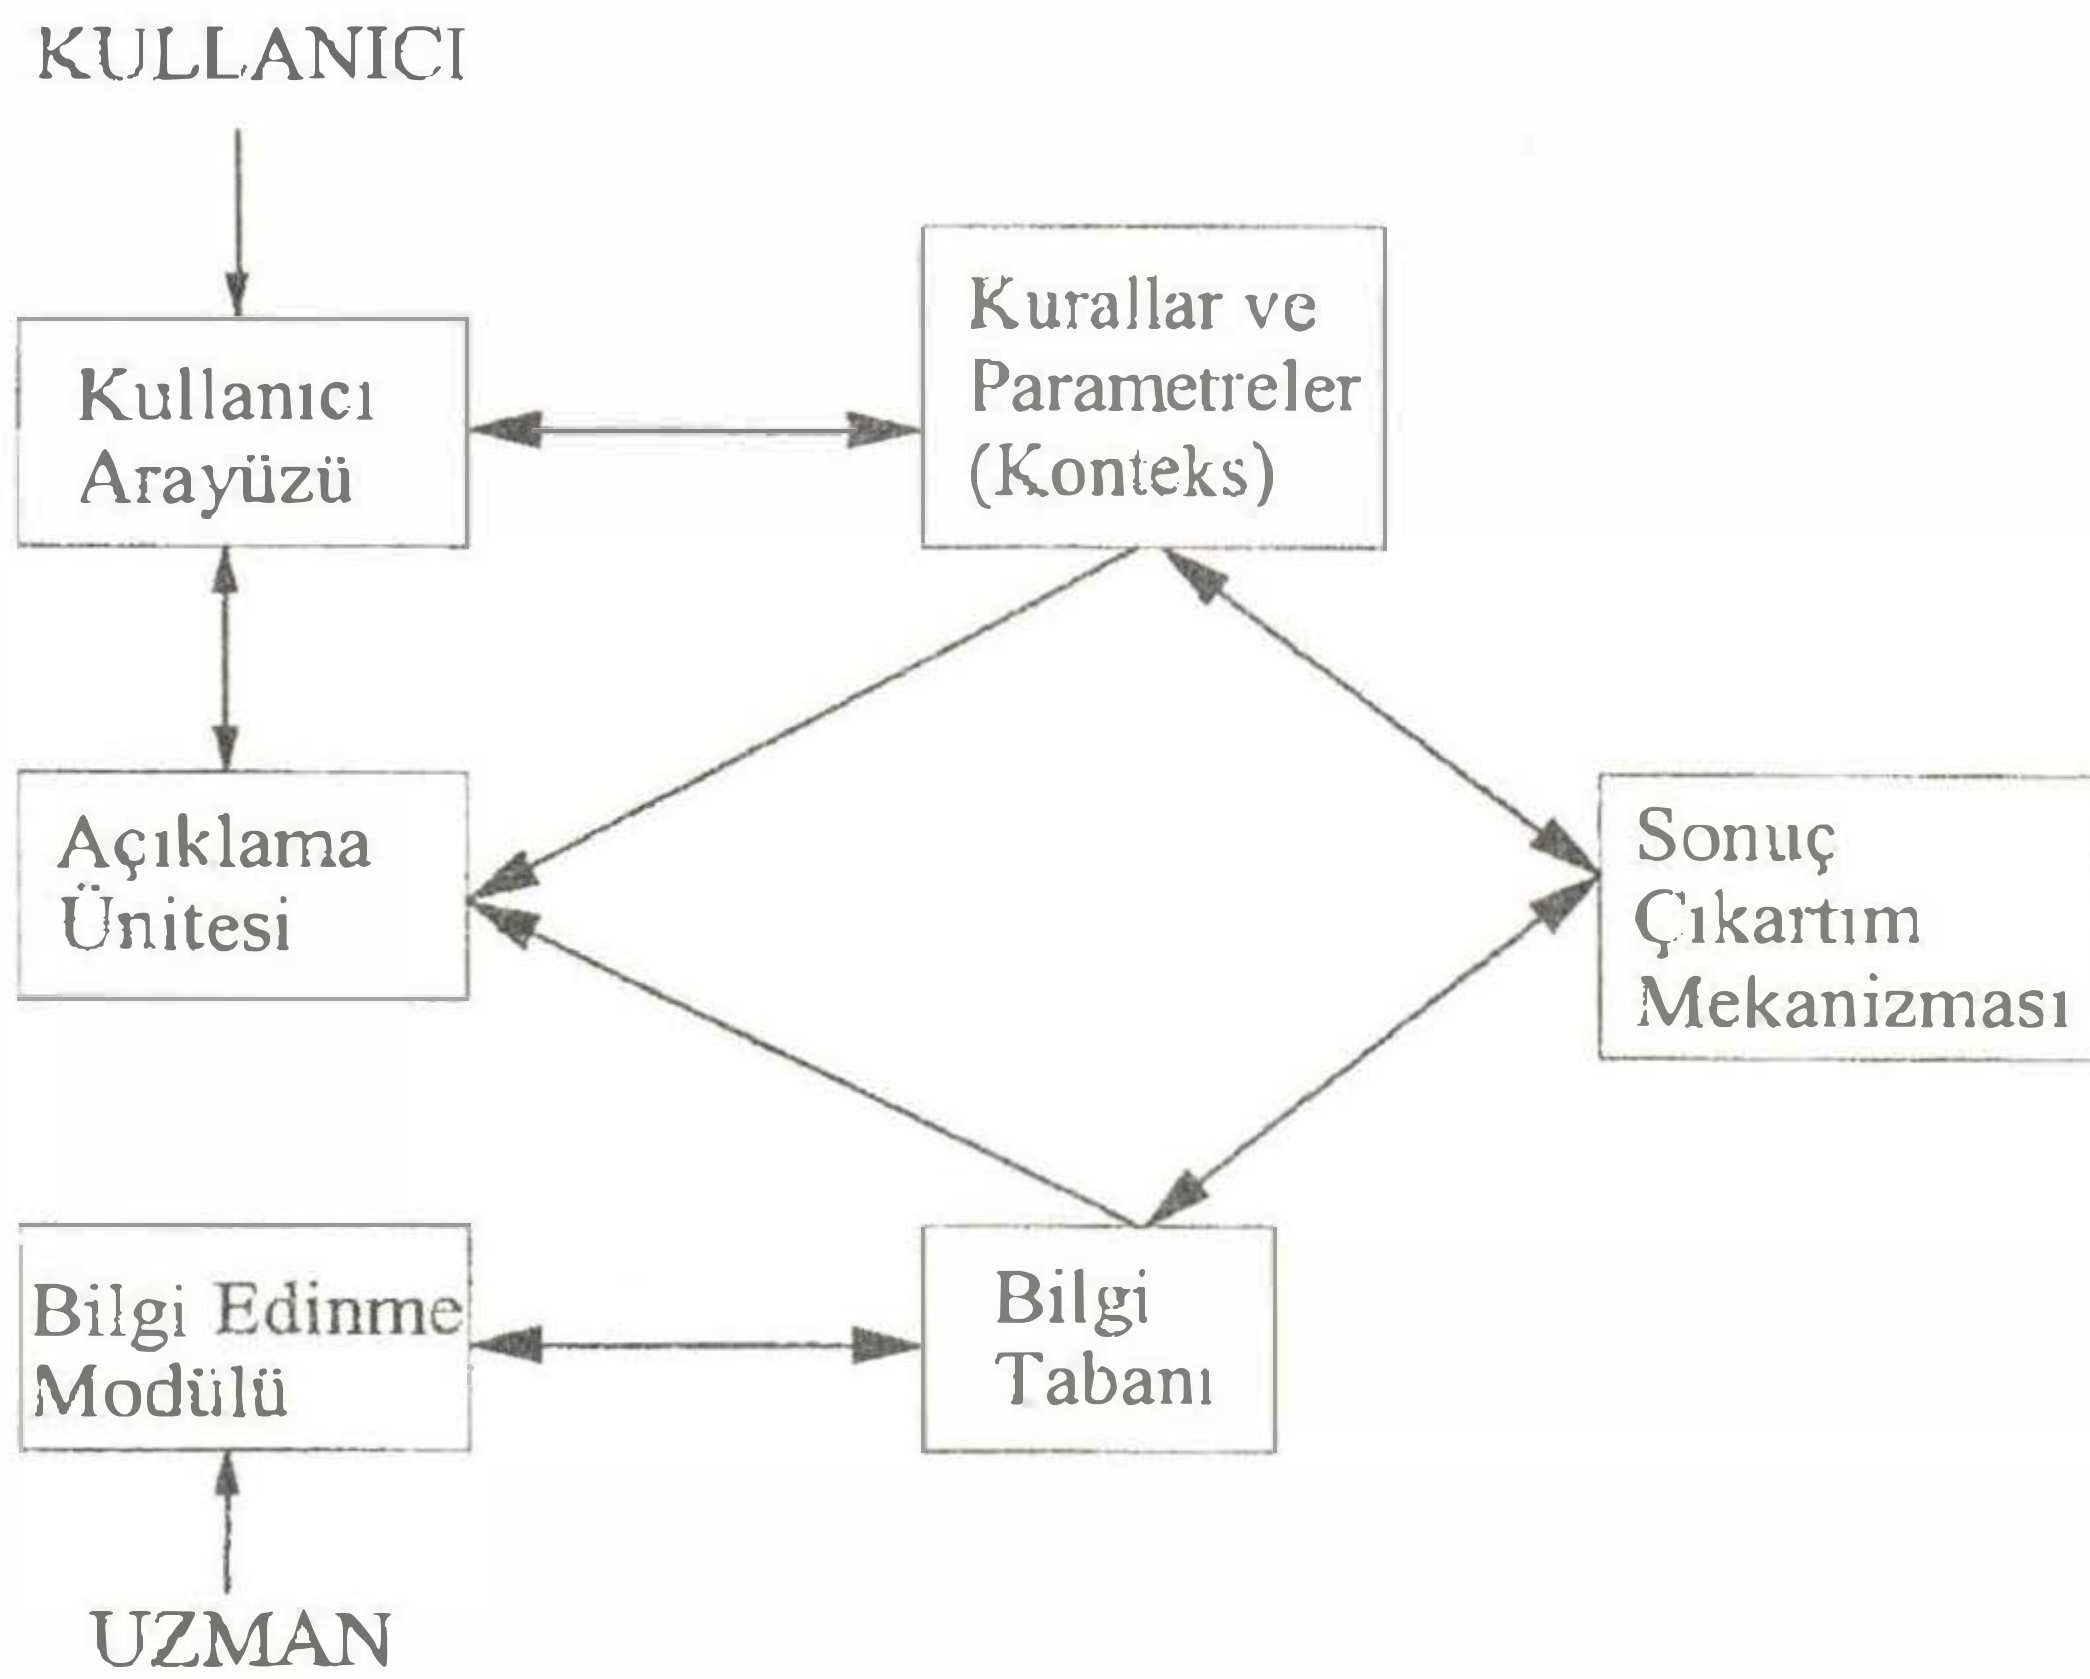 KULLANICI
Kullanıcı
Arayüzü
Kurallar ve
Parametreler
(Konteks)
Açıklama
Ünitesi
Sonuç
Çıkartım
Mekanizması
Bilgi Edinme
Modülü
Bilgi
Tabanı
UZMAN